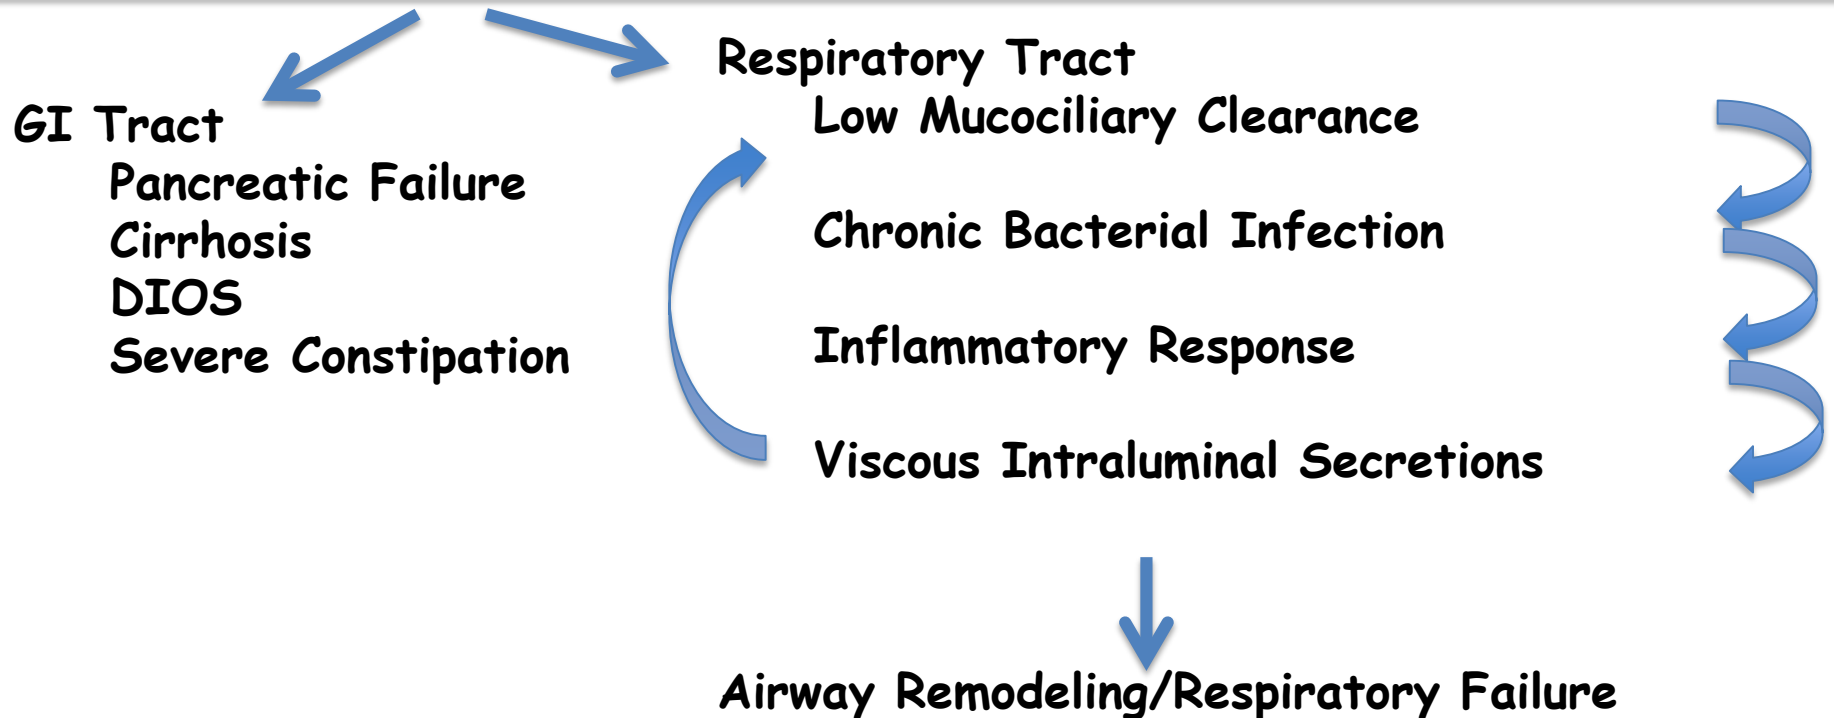 GI Tract
Pancreatic Failure
Cirrhosis
DIOS
Severe Constipation
Respiratory Tract
Low Mucociliary Clearance
Chronic Bacterial Infection
Inflammatory Response
Viscous Intraluminal Secretions
Airway Remodeling/Respiratory Failure